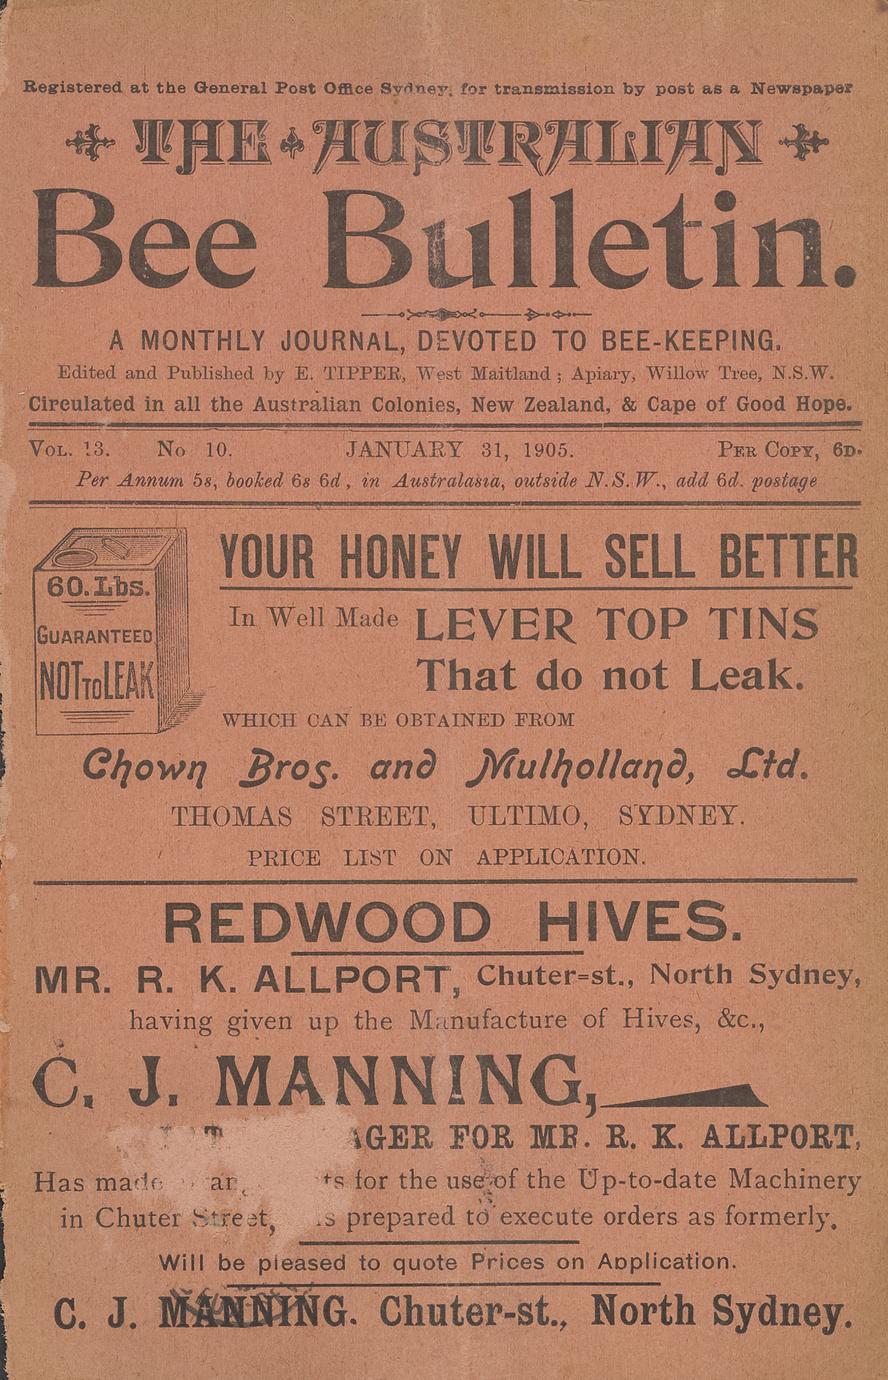 Registered at the General Post Office Sydney, for transmission by post as a Newspaper
THE AUSTRALIAN
Bee Bulletin.
A MONTHLY JOURNAL, DEVOTED TO BEE-KEEPING.
Edited and Published by E. TIPPER, West Maitland ; Apiary, Willow Tree, N.S.W.
Circulated in all the Australian Colonies, New Zealand, & Cape of Good Hope.
VOL. 13. No 10. JANUARY 31, 1905. PER COPY, 6D.
Per Annum 5s, booked 6s 6d, in Australasia, outside N.S.W., add 6d. postage
60. Lbs.
GUARANTEED
NOT TO LEAK
YOUR HONEY WILL SELL BETTER
In Well Made LEVER TOP TINS
That do not Leak.
WHICH CAN BE OBTAINED FROM
Chown Bros. and Mulholland, Ltd.
THOMAS STREET, ULTIMO, SYDNEY.
PRICE LIST ON APPLICATION.
REDWOOD HIVES.
MR. R. K. ALLPORT, Chuter-st., North Sydney,
having given up the Manufacture of Hives, &c.,
C. J. MANNING,
AGER FOR MR. R. K. ALLPORT,
Has made ts for the use of the Up-to-date Machinery
in Chuter Street, is prepared to execute orders as formerly.
Will be pleased to quote Prices on Application.
C. J. MANNING. Chuter-st., North Sydney.